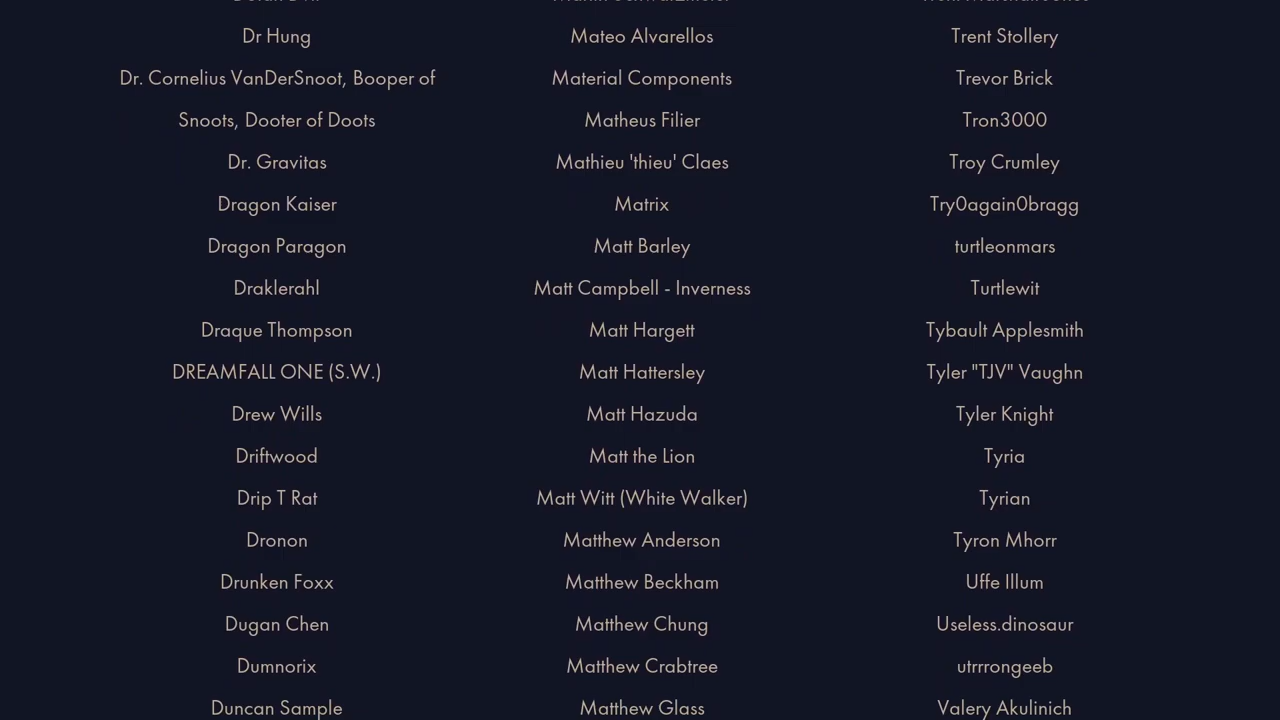 Dr Hung
Dr. Cornelius VanDerSnoot, Booper of
Snoots, Dooter of Doots
Dr. Gravitas
Dragon Kaiser
Dragon Paragon
Draklerahl
Draque Thompson
DREAMFALL ONE (S.W.)
Drew Wills
Driftwood
Drip T Rat
Dronon
Drunken Foxx
Dugan Chen
Dumnorix
Duncan Sample
Mateo Alvarellos
Material Components
Matheus Filier
Mathieu 'thieu' Claes
Matrix
Matt Barley
Matt Campbell - Inverness
Matt Hargett
Matt Hattersley
Matt Hazuda
Matt the Lion
Matt Witt (White Walker)
Matthew Anderson
Matthew Beckham
Matthew Chung
Matthew Crabtree
Matthew Glass
Trent Stollery
Trevor Brick
Tron3000
Troy Crumley
Try0again0bragg
turtleonmars
Turtlewit
Tybault Applesmith
Tyler "TJV" Vaughn
Tyler Knight
Tyria
Tyrian
Tyron Mhorr
Uffe Illum
Useless.dinosaur
utrrrongeeb
Valery Akulinich